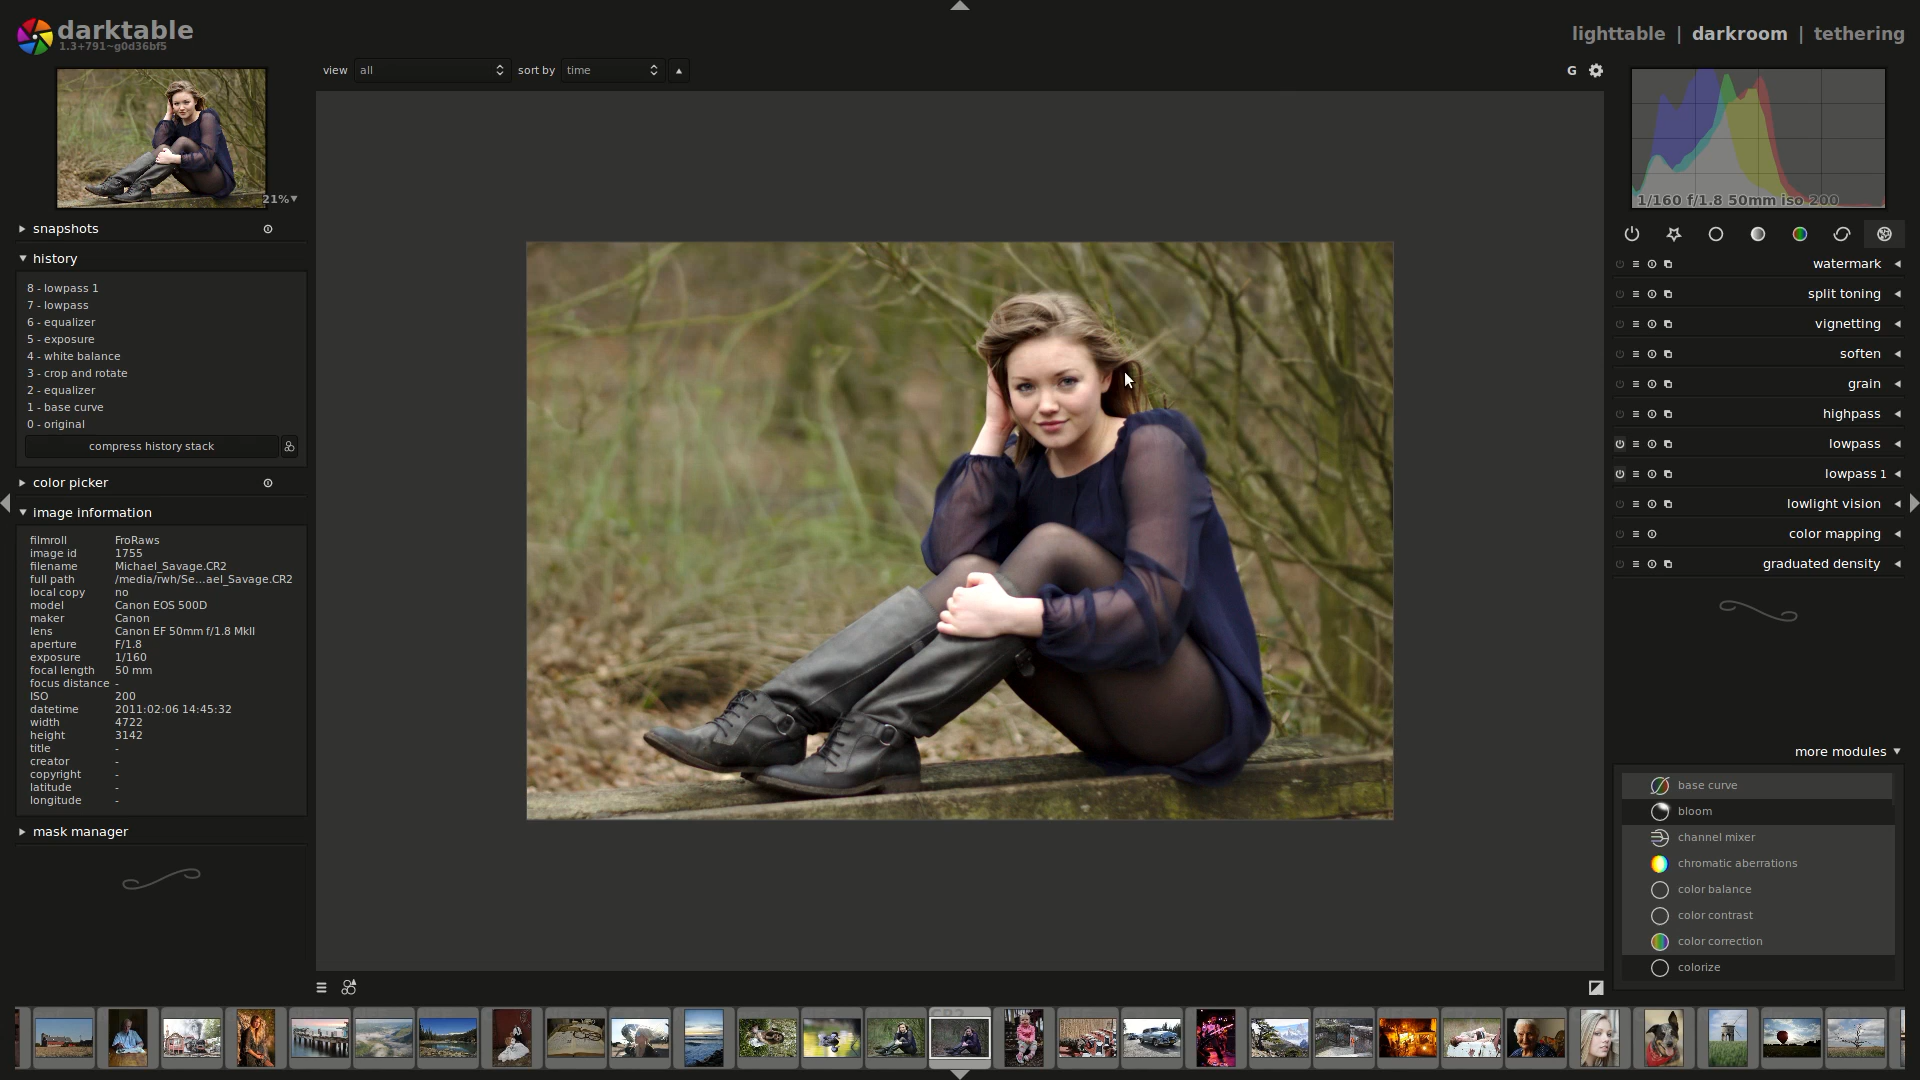 darktable
1.3+791~g0d36bf5
lighttable | darkroom | tethering
view all sort by time
G
21%
1/160 f/1.8 50mm iso 200
snapshots
history
8 - lowpass 1
7 - lowpass
6 - equalizer
5 - exposure
4 - white balance
3 - crop and rotate
2 - equalizer
1 - base curve
0 - original
compress history stack
color picker
image information
filmroll FroRaws
image id 1755
filename Michael_Savage.CR2
full path /media/rwh/Se...ael_Savage.CR2
local copy no
model Canon EOS 500D
maker Canon
lens Canon EF 50mm f/1.8 MkII
aperture F/1.8
exposure 1/160
focal length 50 mm
focus distance -
ISO 200
datetime 2011:02:06 14:45:32
width 4722
height 3142
title -
creator -
copyright -
latitude -
longitude -
mask manager
watermark
split toning
vignetting
soften
grain
highpass
lowpass
lowpass 1
lowlight vision
color mapping
graduated density
more modules
base curve
bloom
channel mixer
chromatic aberrations
color balance
color contrast
color correction
colorize